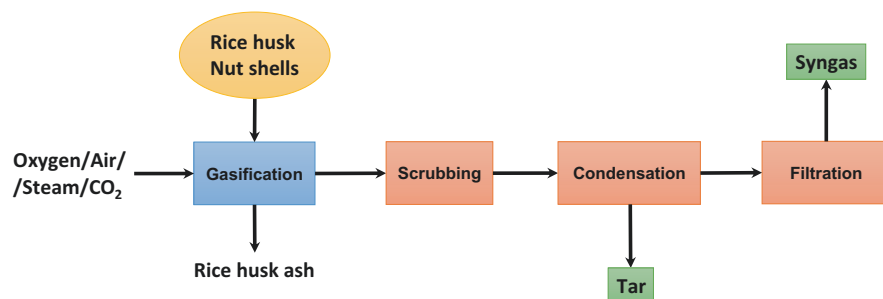 Rice husk
Nut shells
Syngas
Oxygen/Air/
/Steam/CO₂
Gasification
Scrubbing
Condensation
Filtration
Rice husk ash
Tar